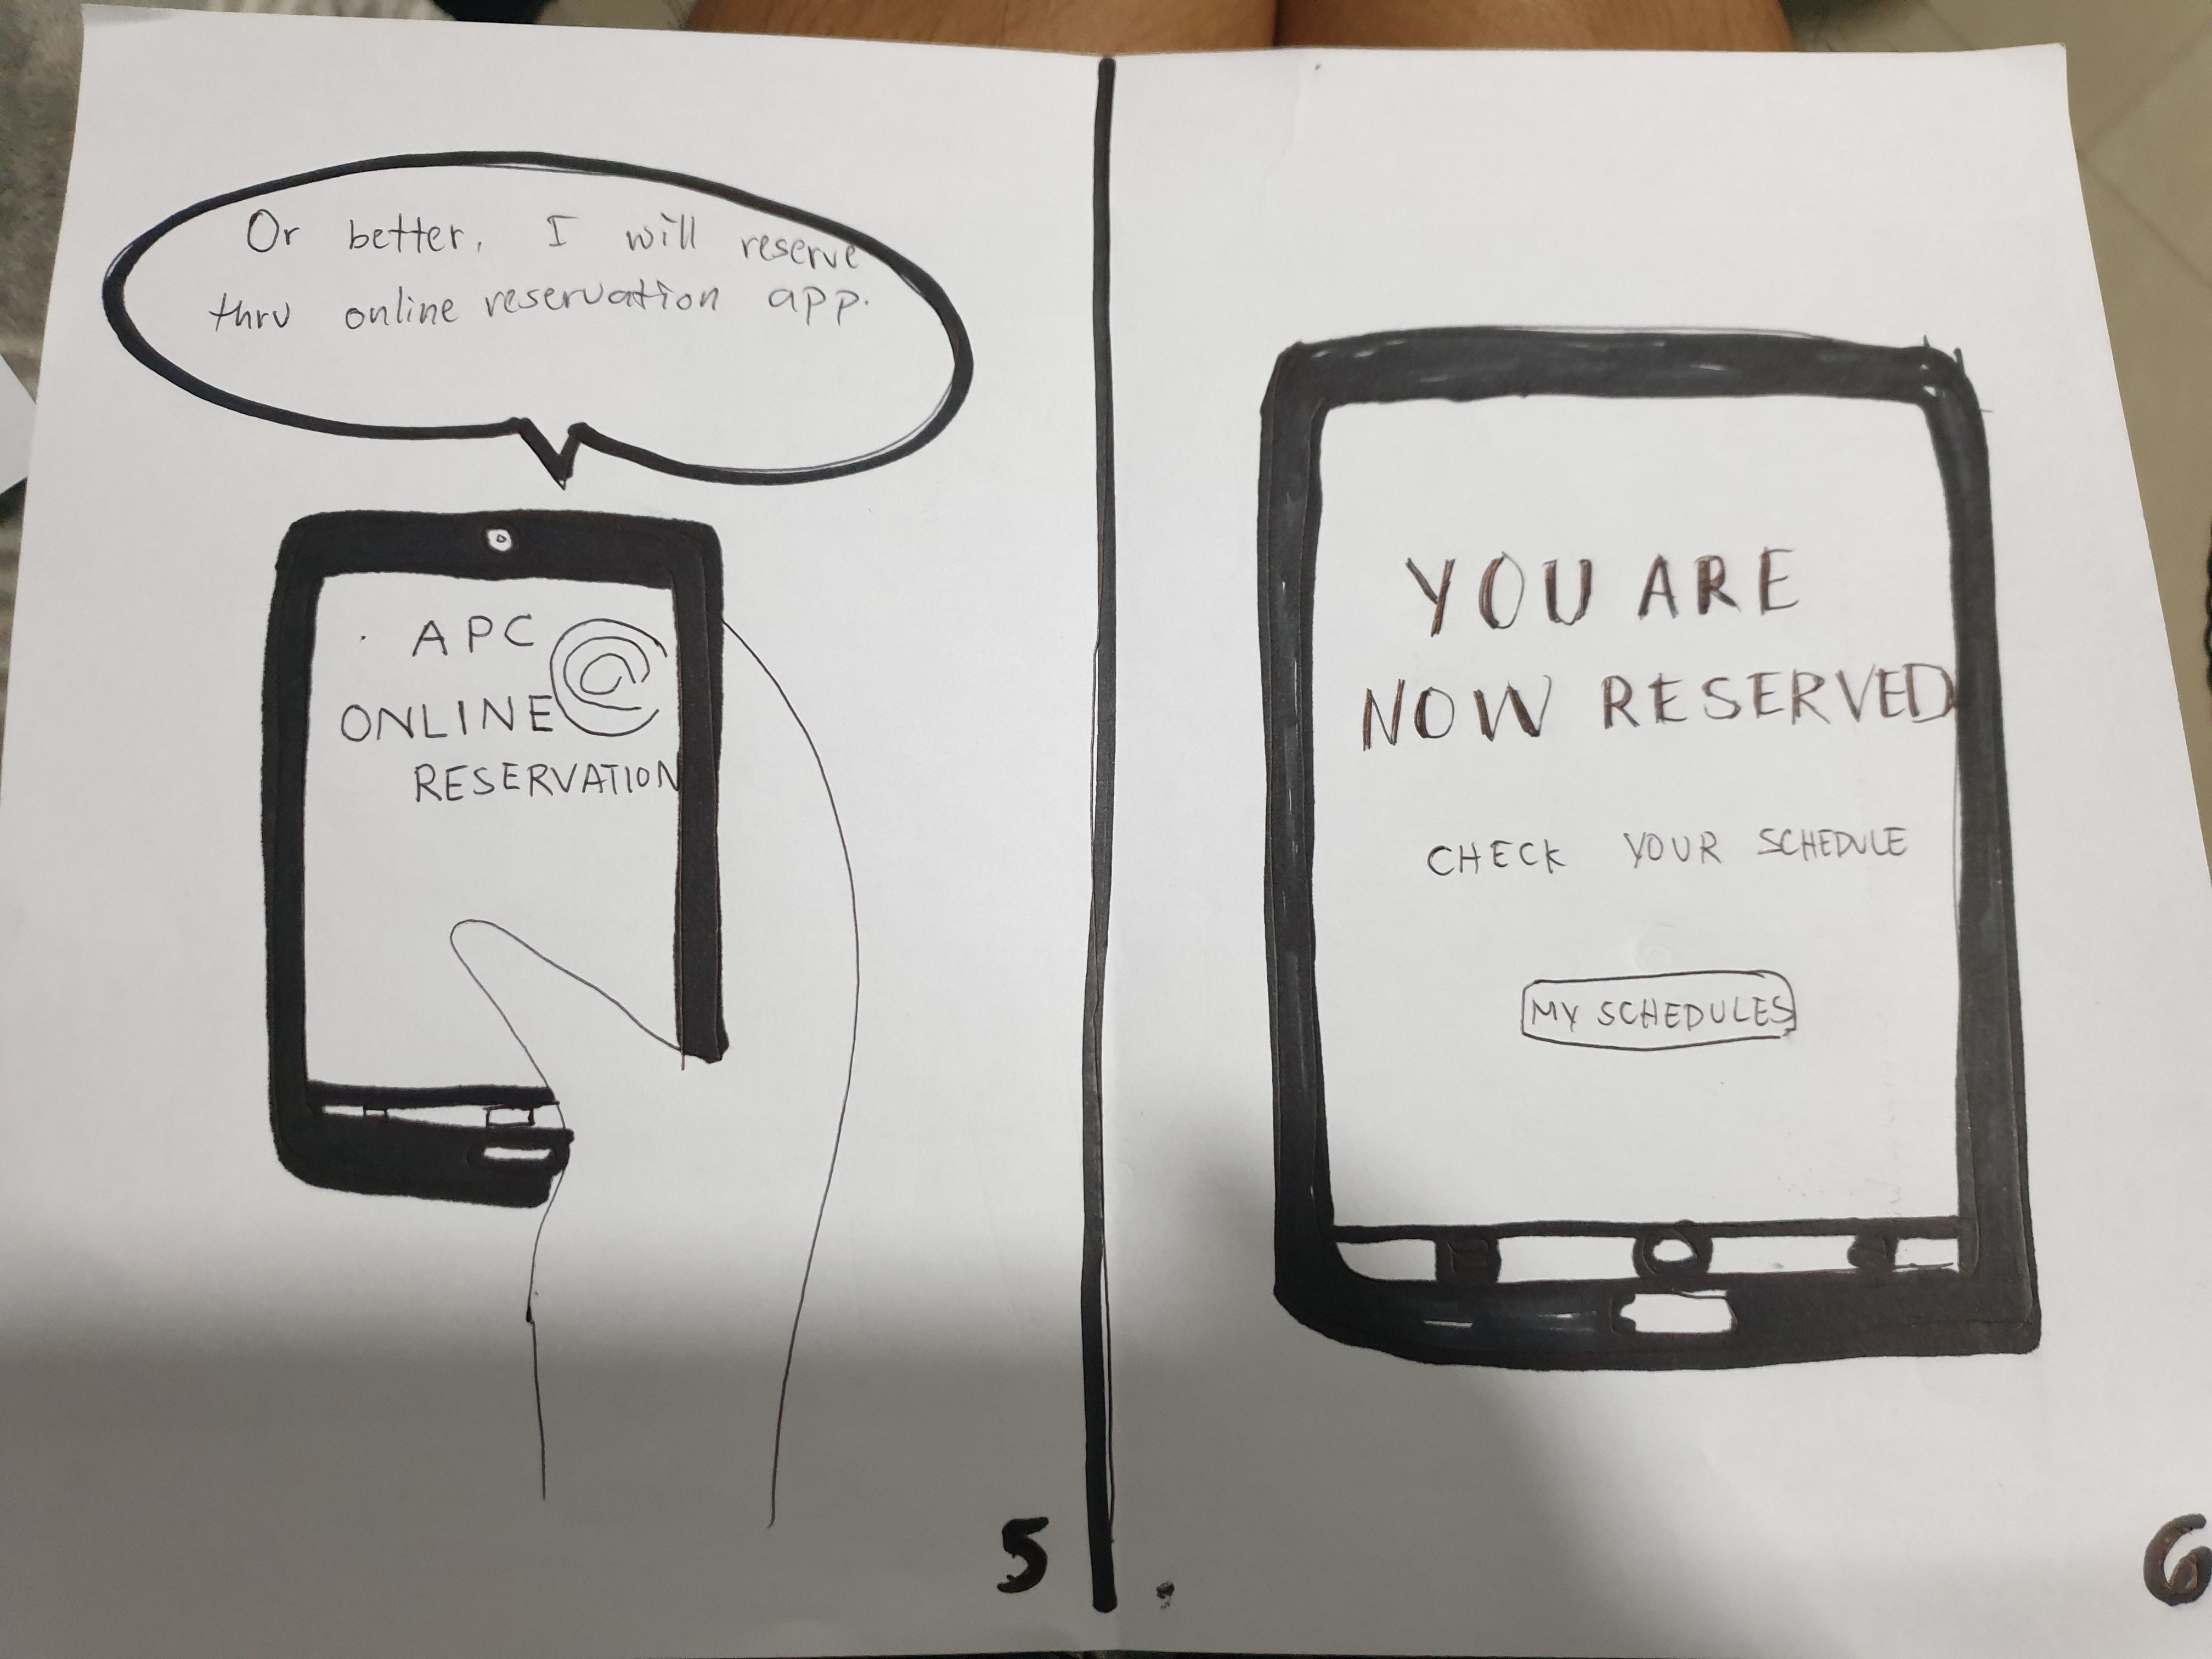 Or better, I will reserve
thru online reservation app.
APC
ONLINE @
RESERVATION
5
YOU ARE
NOW RESERVED
CHECK YOUR SCHEDULE
MY SCHEDULES
6